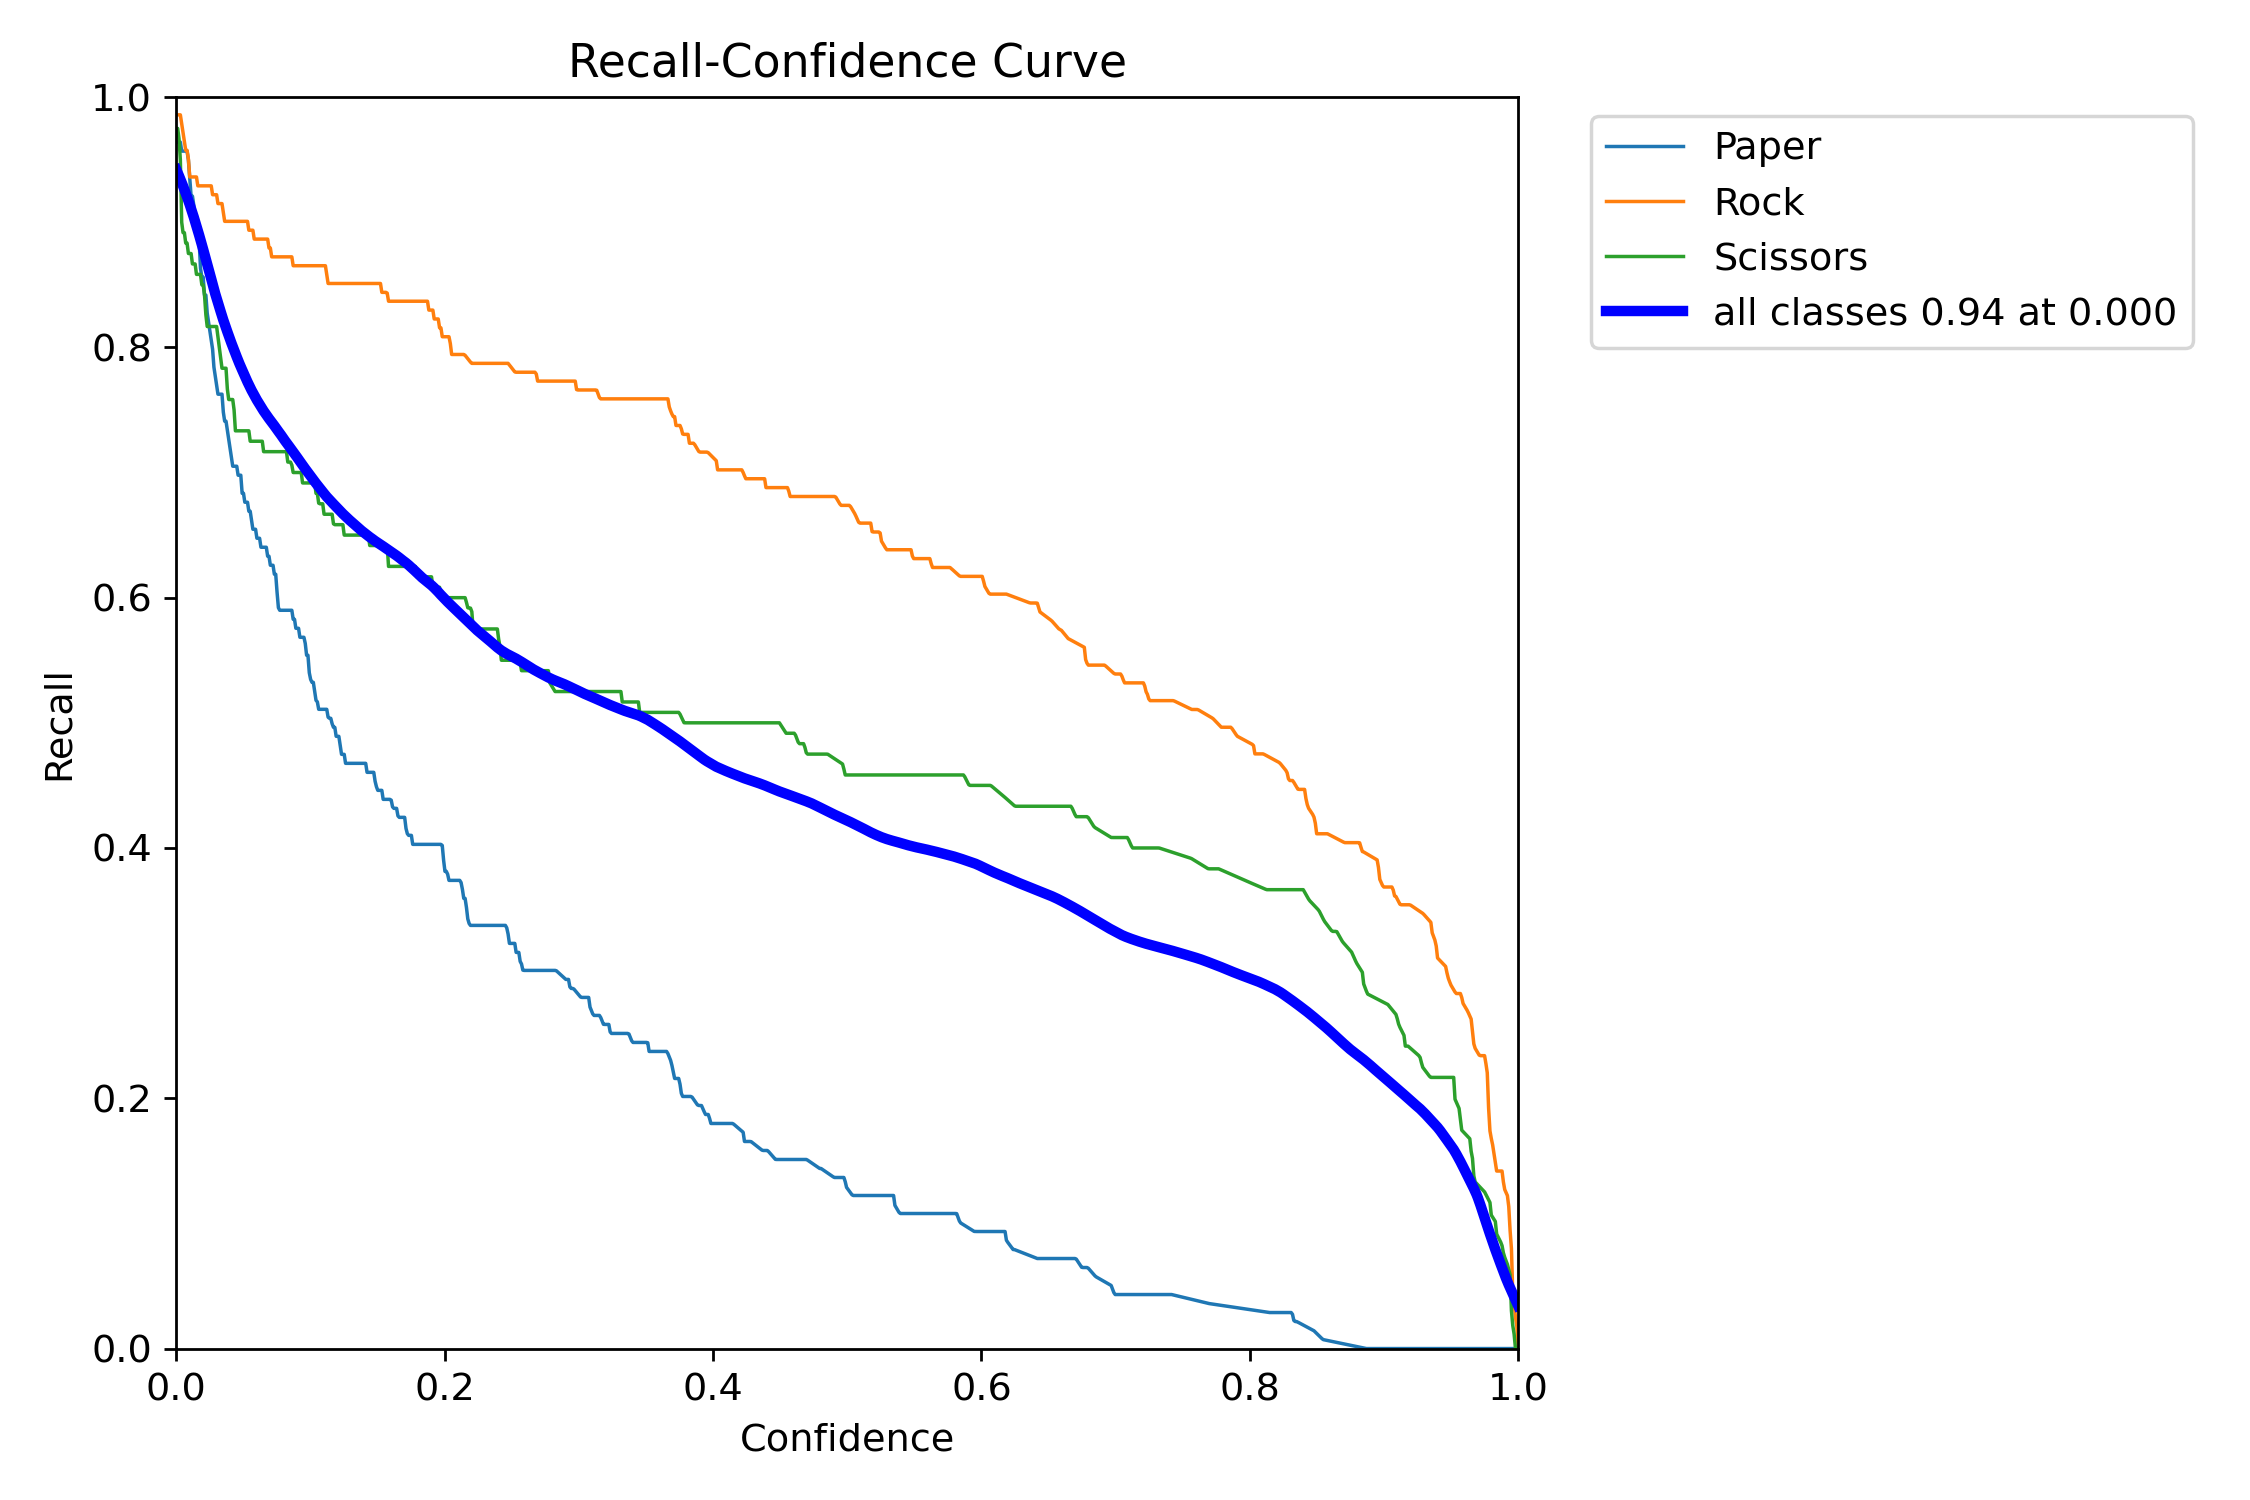 Recall-Confidence Curve
1.0
0.8
0.6
0.4
0.2
0.0
Recall
0.0 0.2 0.4 0.6 0.8 1.0
Confidence
Paper
Rock
Scissors
all classes 0.94 at 0.000